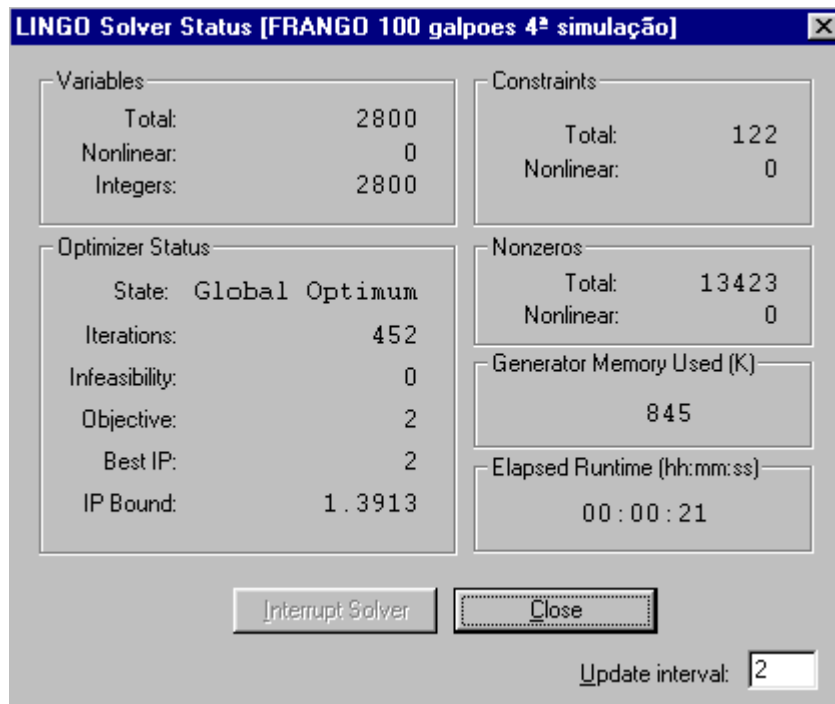 LINGO Solver Status [FRANGO 100 galpoes 4ª simulação]
Variables
Total: 2800
Nonlinear: 0
Integers: 2800
Constraints
Total: 122
Nonlinear: 0
Optimizer Status
State: Global Optimum
Iterations: 452
Infeasibility: 0
Objective: 2
Best IP: 2
IP Bound: 1.3913
Nonzeros
Total: 13423
Nonlinear: 0
Generator Memory Used (K)
845
Elapsed Runtime (hh:mm:ss)
00:00:21
Interrupt Solver
Close
Update interval: 2